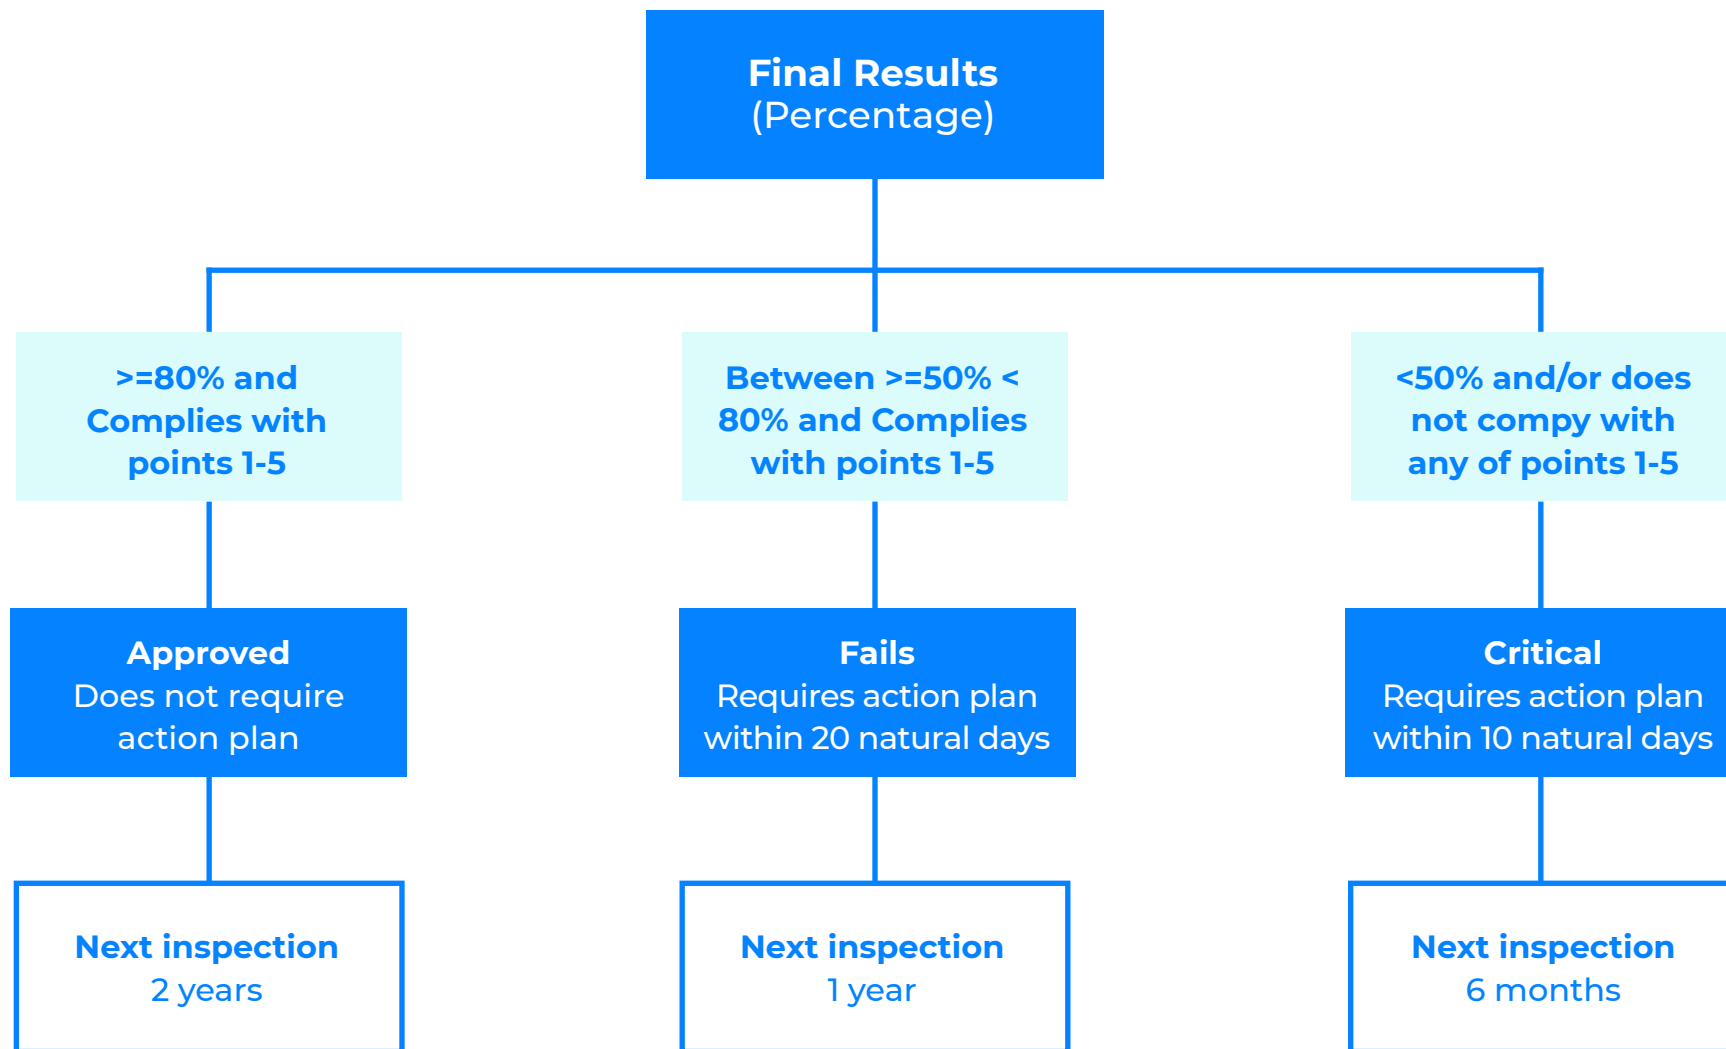 Final Results
(Percentage)
>=80% and
Complies with
points 1-5
Between >=50% <
80% and Complies
with points 1-5
<50% and/or does
not compy with
any of points 1-5
Approved
Does not require
action plan
Fails
Requires action plan
within 20 natural days
Critical
Requires action plan
within 10 natural days
Next inspection
2 years
Next inspection
1 year
Next inspection
6 months